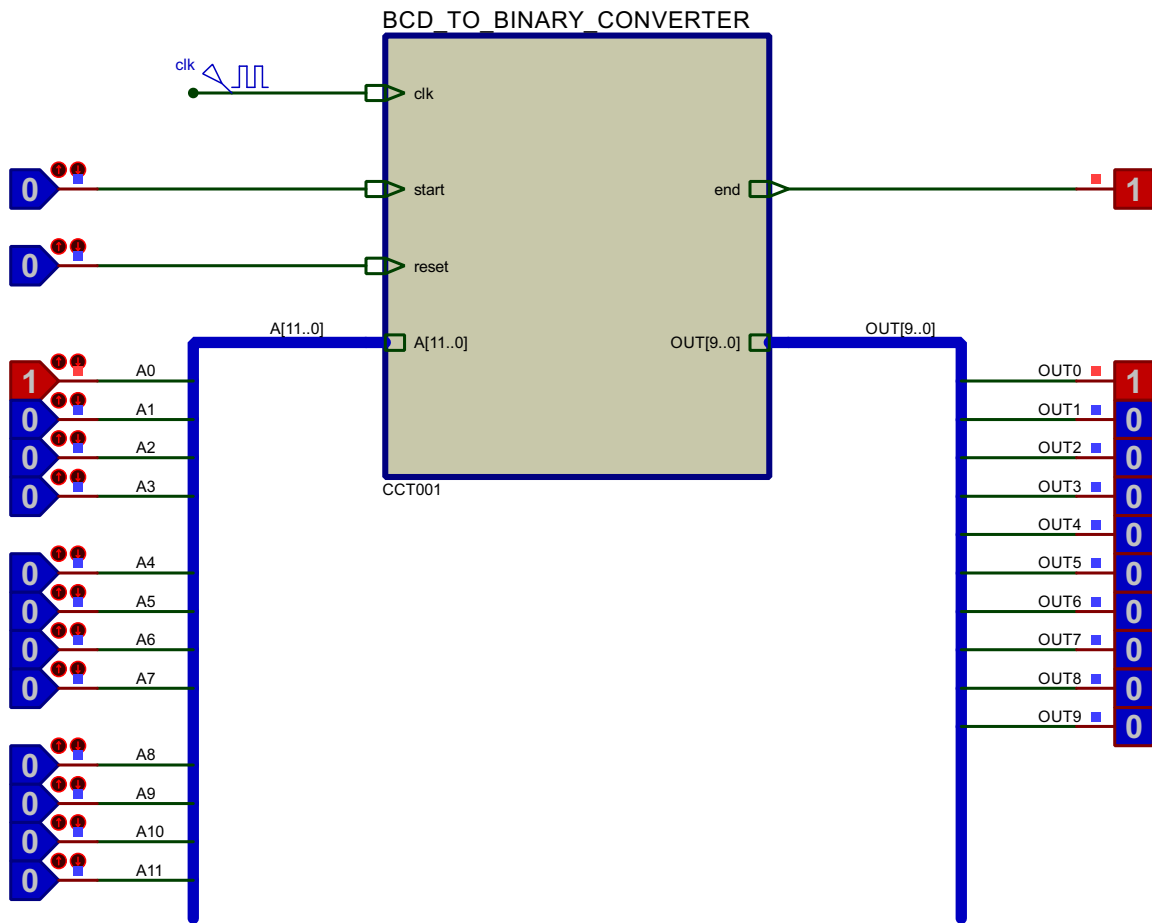 BCD_TO_BINARY_CONVERTER
clk
clk
0
start
end
1
0
reset
A[11..0]
OUT[9..0]
A[11..0]
OUT[9..0]
1
A0
OUT0
1
0
A1
OUT1
0
0
A2
OUT2
0
0
A3
OUT3
0
CCT001
OUT4
0
0
A4
OUT5
0
0
A5
OUT6
0
0
A6
OUT7
0
0
A7
OUT8
0
OUT9
0
0
A8
0
A9
0
A10
0
A11